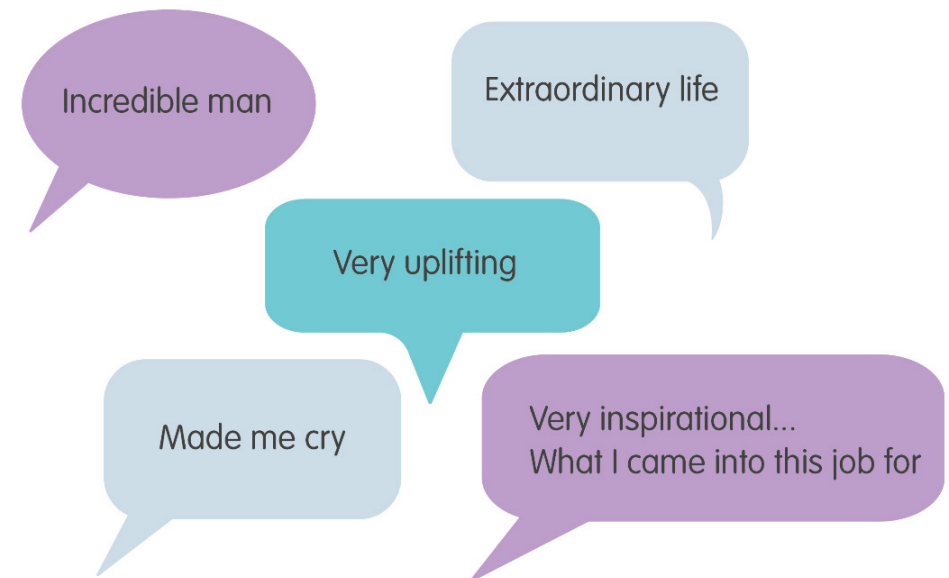 Incredible man
Extraordinary life
Very uplifting
Made me cry
Very inspirational...
What I came into this job for